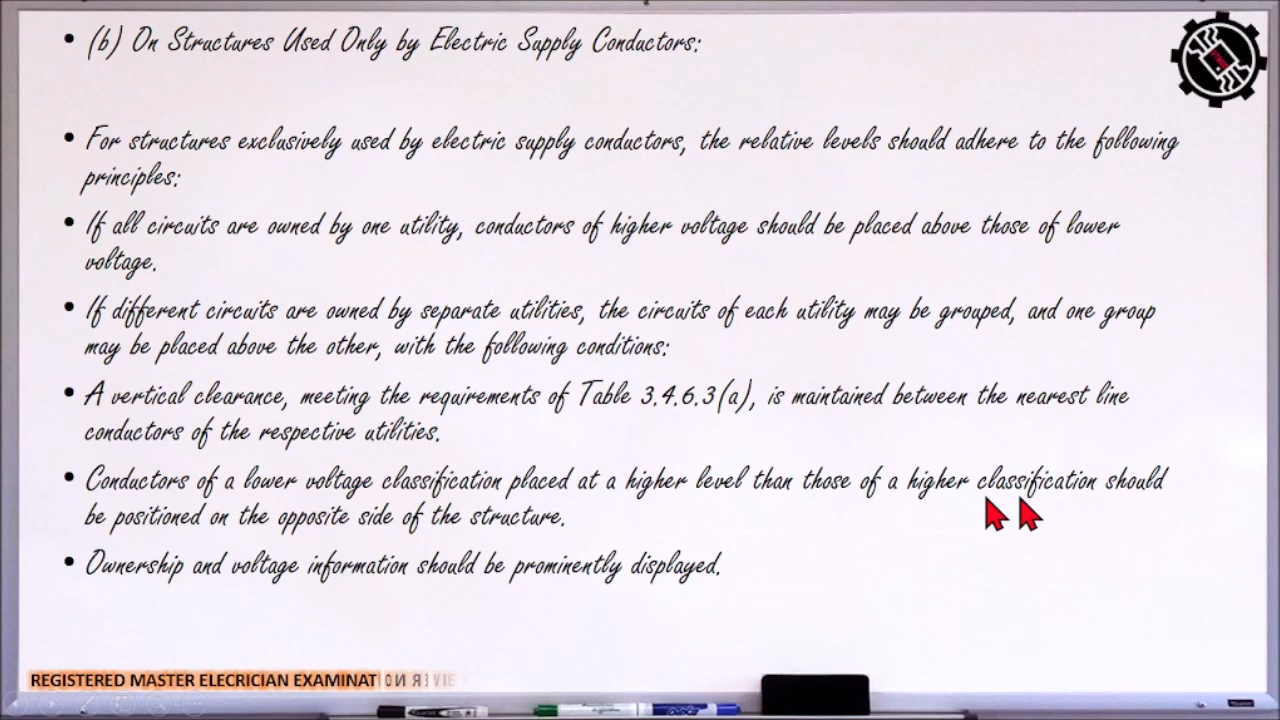 • (b) On Structures Used Only by Electric Supply Conductors:
• For structures exclusively used by electric supply conductors, the relative levels should adhere to the following
principles:
• If all circuits are owned by one utility, conductors of higher voltage should be placed above those of lower
voltage.
• If different circuits are owned by separate utilities, the circuits of each utility may be grouped, and one group
may be placed above the other, with the following conditions:
• A vertical clearance, meeting the requirements of Table 3.4.6.3(a), is maintained between the nearest line
conductors of the respective utilities.
• Conductors of a lower voltage classification placed at a higher level than those of a higher classification should
be positioned on the opposite side of the structure.
• Ownership and voltage information should be prominently displayed.
REGISTERED MASTER ELECRICIAN EXAMINAT